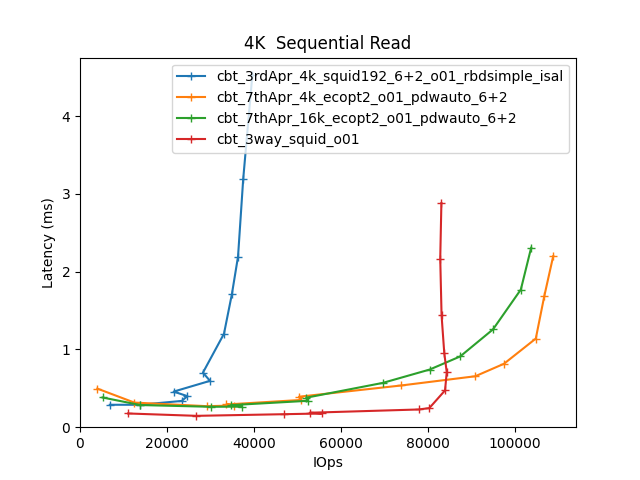 4K  Sequential Read
cbt_3rdApr_4k_squid192_6+2_o01_rbdsimple_isal
cbt_7thApr_4k_ecopt2_o01_pdwauto_6+2
cbt_7thApr_16k_ecopt2_o01_pdwauto_6+2
cbt_3way_squid_o01
Latency (ms)
4
3
2
1
0
0 20000 40000 60000 80000 100000
IOps